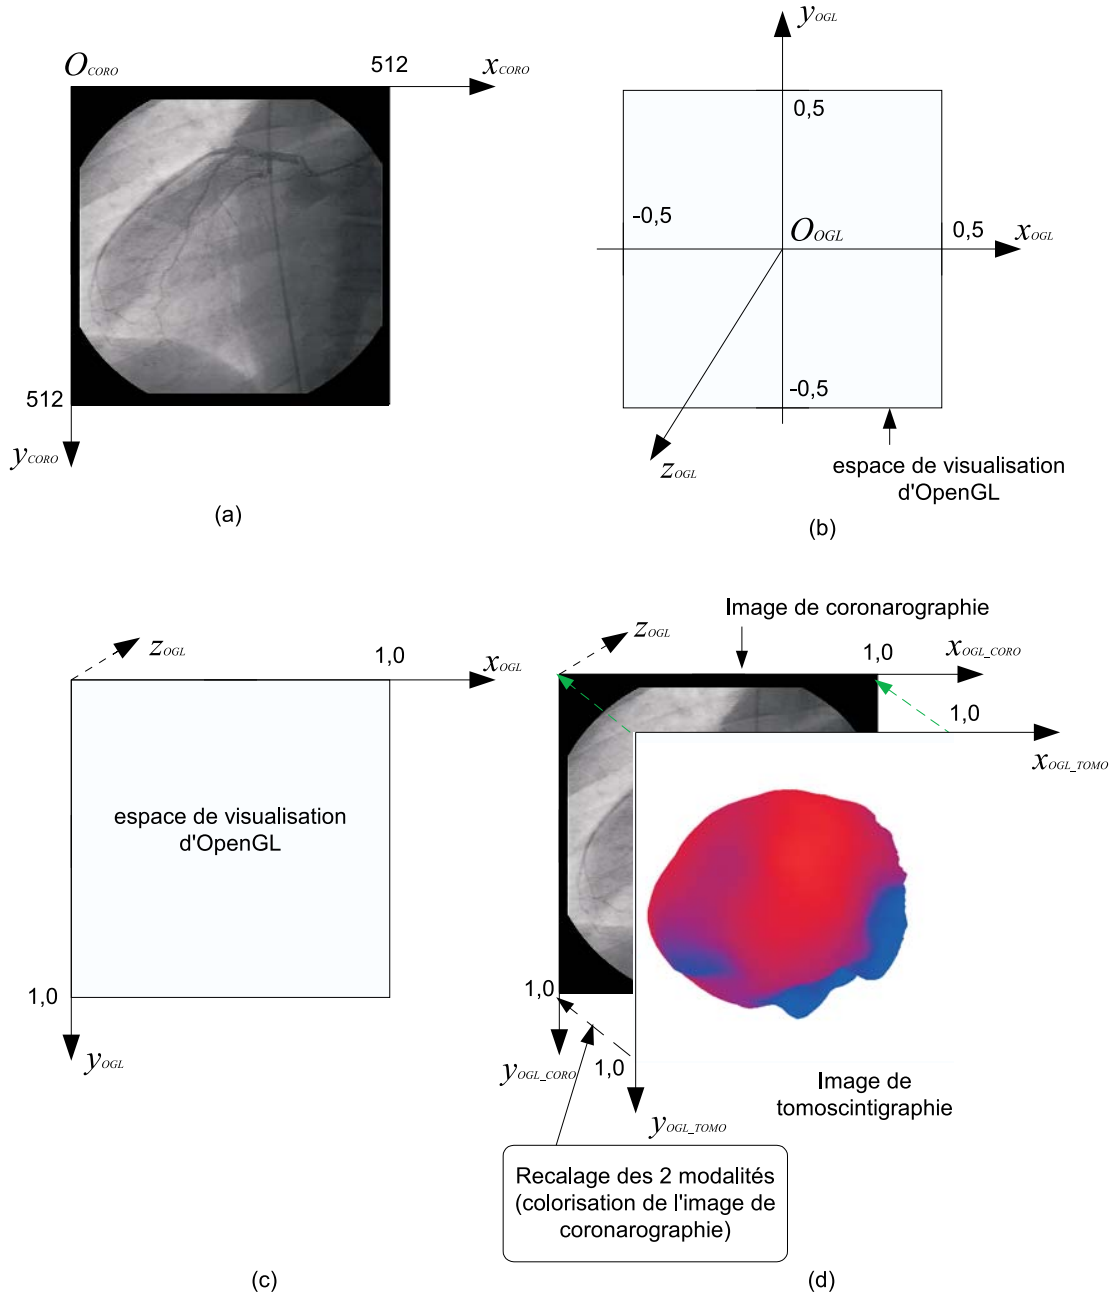 O_CORO
512
x_CORO
512
y_CORO
(a)
y_OGL
0,5
-0,5
O_OGL
0,5
x_OGL
-0,5
z_OGL
espace de visualisation
d'OpenGL
(b)
z_OGL
1,0
x_OGL
espace de visualisation
d'OpenGL
1,0
y_OGL
(c)
Image de coronarographie
z_OGL
1,0
x_OGL_CORO
1,0
x_OGL_TOMO
1,0
y_OGL_CORO
1,0
y_OGL_TOMO
Image de
tomoscintigraphie
Recalage des 2 modalités
(colorisation de l'image de
coronarographie)
(d)